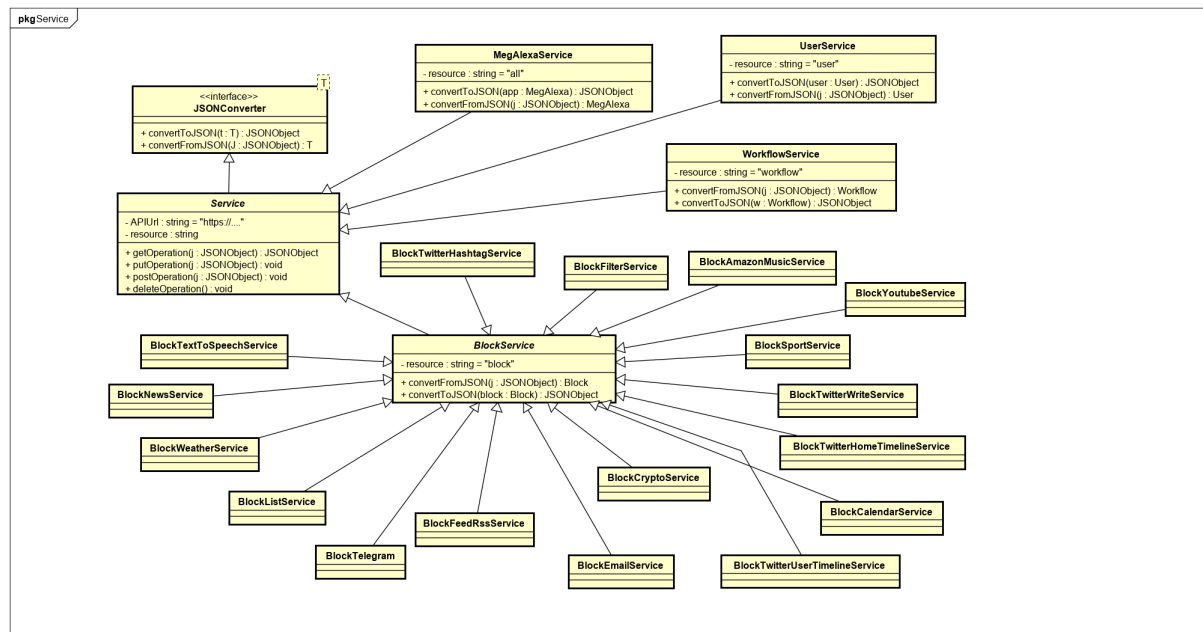 pkgService
MegAlexaService
- resource : string = "all"
+ convertToJSON(app : MegAlexa) : JSONObject
+ convertFromJSON(j : JSONObject) : MegAlexa
UserService
- resource : string = "user"
+ convertToJSON(user : User) : JSONObject
+ convertFromJSON(j : JSONObject) : User
T
<<interface>>
JSONConverter
+ convertToJSON(t : T) : JSONObject
+ convertFromJSON(J : JSONObject) : T
WorkflowService
- resource : string = "workflow"
+ convertFromJSON(j : JSONObject) : Workflow
+ convertToJSON(w : Workflow) : JSONObject
Service
- APIUrl : string = "https://...."
- resource : string
+ getOperation(j : JSONObject) : JSONObject
+ putOperation(j : JSONObject) : void
+ postOperation(j : JSONObject) : void
+ deleteOperation() : void
BlockTwitterHashtagService
BlockFilterService
BlockAmazonMusicService
BlockYoutubeService
BlockTextToSpeechService
BlockService
- resource : string = "block"
+ convertFromJSON(j : JSONObject) : Block
+ convertToJSON(block : Block) : JSONObject
BlockSportService
BlockNewsService
BlockTwitterWriteService
BlockWeatherService
BlockTwitterHomeTimelineService
BlockCryptoService
BlockListService
BlockCalendarService
BlockFeedRssService
BlockTelegram
BlockEmailService
BlockTwitterUserTimelineService